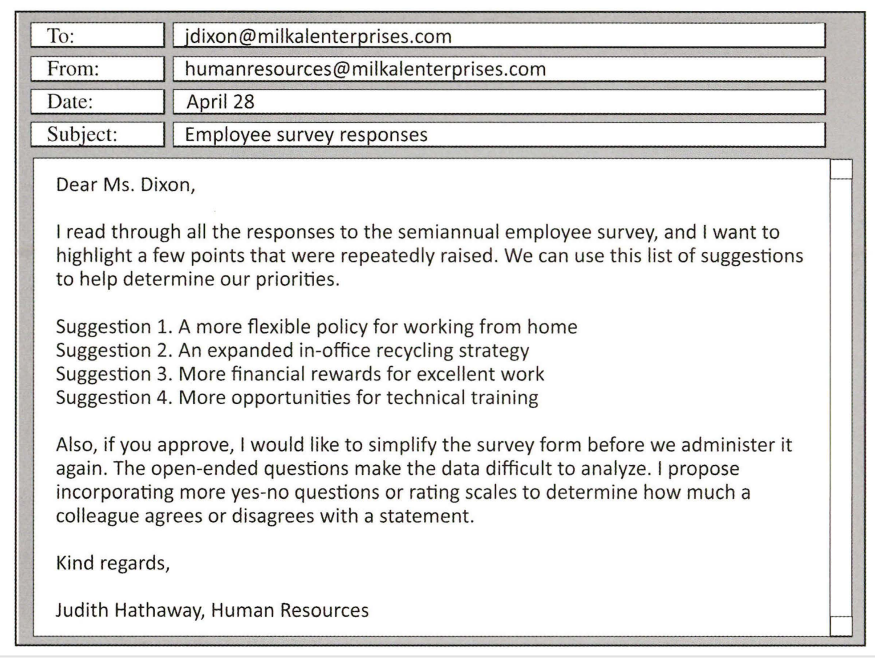 To: jdixon@milkalenterprises.com
From: humanresources@milkalenterprises.com
Date: April 28
Subject: Employee survey responses
Dear Ms. Dixon,
I read through all the responses to the semiannual employee survey, and I want to
highlight a few points that were repeatedly raised. We can use this list of suggestions
to help determine our priorities.
Suggestion 1. A more flexible policy for working from home
Suggestion 2. An expanded in-office recycling strategy
Suggestion 3. More financial rewards for excellent work
Suggestion 4. More opportunities for technical training
Also, if you approve, I would like to simplify the survey form before we administer it
again. The open-ended questions make the data difficult to analyze. I propose
incorporating more yes-no questions or rating scales to determine how much a
colleague agrees or disagrees with a statement.
Kind regards,
Judith Hathaway, Human Resources